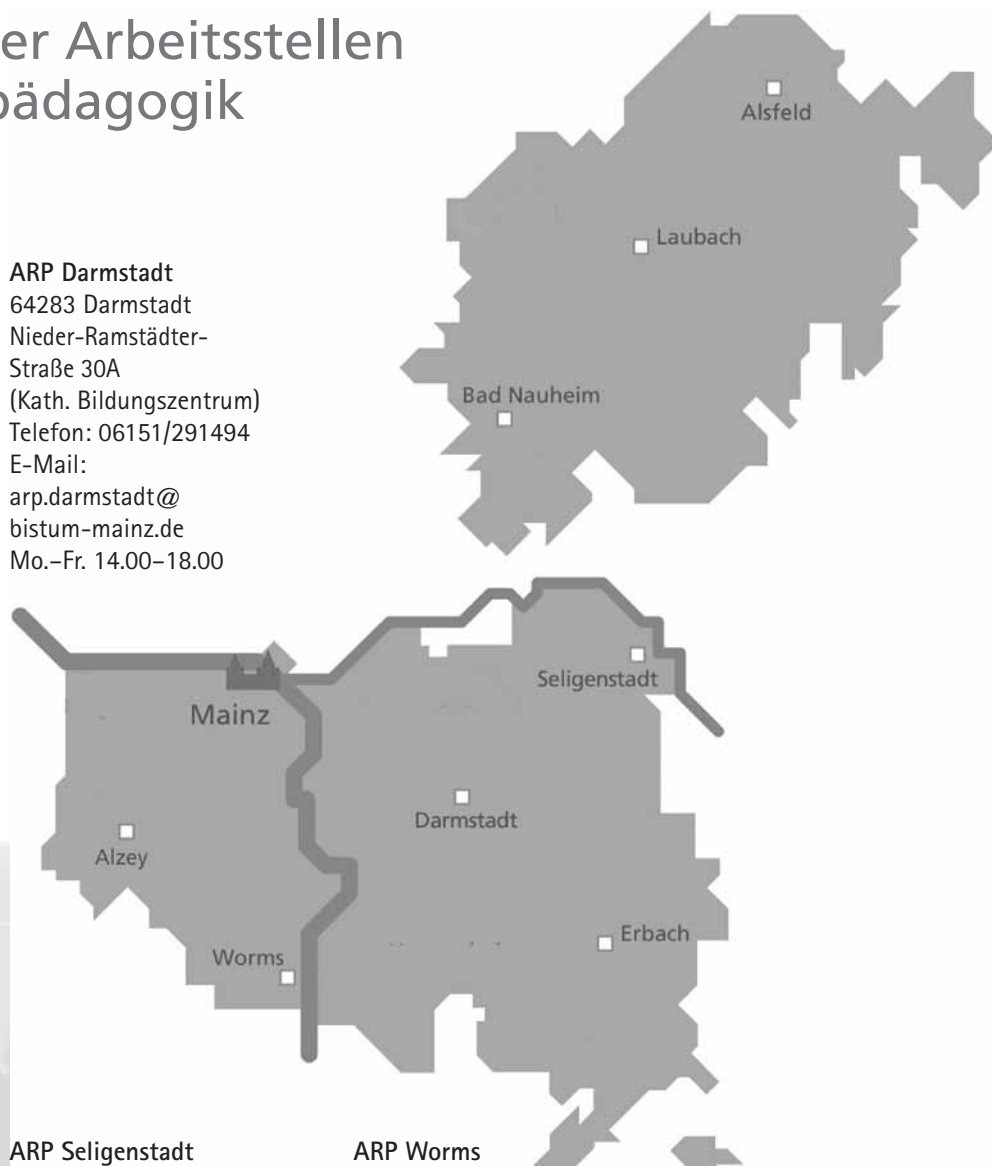 er Arbeitsstellen
pädagogik
ARP Darmstadt
64283 Darmstadt
Nieder-Ramstädter-
Straße 30A
(Kath. Bildungszentrum)
Telefon: 06151/291494
E-Mail:
arp.darmstadt@
bistum-mainz.de
Mo.–Fr. 14.00–18.00
Alsfeld
Laubach
Bad Nauheim
Seligenstadt
Mainz
Darmstadt
Alzey
Erbach
Worms
ARP Seligenstadt
ARP Worms